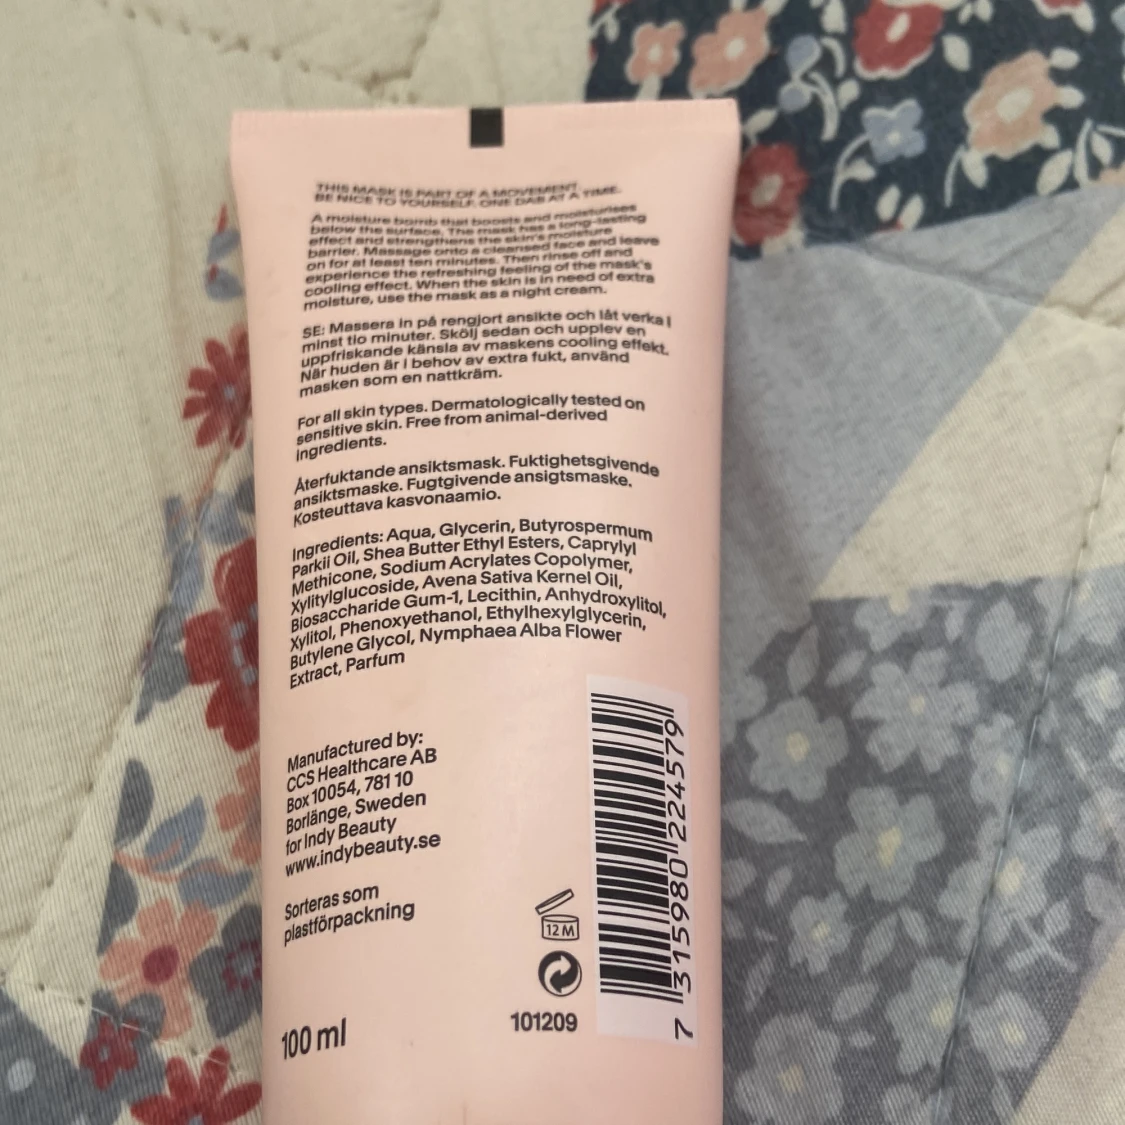 THIS MASK IS PART OF A MOVEMENT.
BE NICE TO YOURSELF. ONE DAB AT A TIME.
A moisture bomb that boosts and moisturises
below the surface. The mask has a long-lasting
effect and strengthens the skin's moisture
barrier. Massage onto a cleansed face and leave
on for at least ten minutes. Then rinse off and
experience the refreshing feeling of the mask's
cooling effect. When the skin is in need of extra
moisture, use the mask as a night cream.
SE: Massera in på rengjort ansikte och låt verka i
minst tio minuter. Skölj sedan och upplev en
uppfriskande känsla av maskens cooling effekt.
När huden är i behov av extra fukt, använd
masken som en nattkräm.
For all skin types. Dermatologically tested on
sensitive skin. Free from animal-derived
ingredients.
Återfuktande ansiktsmask. Fuktighetsgivende
ansiktsmaske. Fugtgivende ansigtsmaske.
Kosteuttava kasvonaamio.
Ingredients: Aqua, Glycerin, Butyrospermum
Parkii Oil, Shea Butter Ethyl Esters, Caprylyl
Methicone, Sodium Acrylates Copolymer,
Xylitylglucoside, Avena Sativa Kernel Oil,
Biosaccharide Gum-1, Lecithin, Anhydroxylitol,
Xylitol, Phenoxyethanol, Ethylhexylglycerin,
Butylene Glycol, Nymphaea Alba Flower
Extract, Parfum
Manufactured by:
CCS Healthcare AB
Box 10054, 781 10
Borlänge, Sweden
for Indy Beauty
www.indybeauty.se
Sorteras som
plastförpackning
12 M
101209
100 ml
7 315980 224579